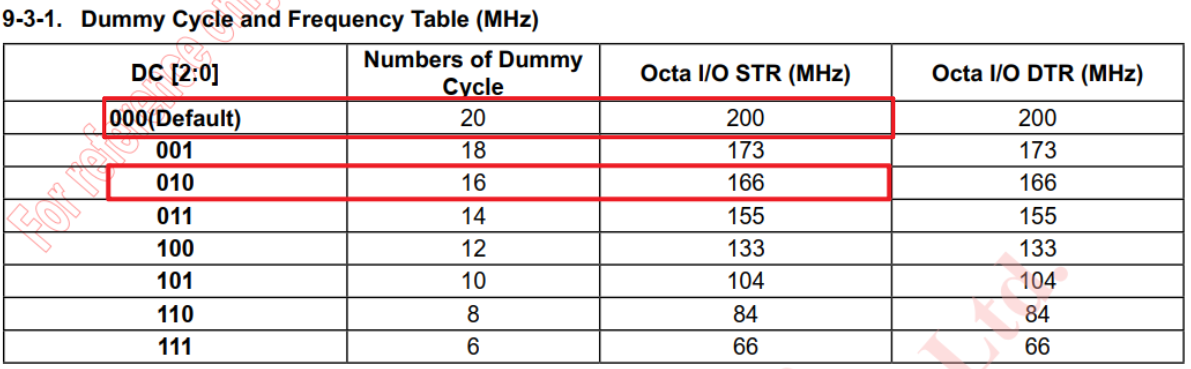 9-3-1. Dummy Cycle and Frequency Table (MHz)
DC [2:0] Numbers of Dummy Cycle Octa I/O STR (MHz) Octa I/O DTR (MHz)
000(Default) 20 200 200
001 18 173 173
010 16 166 166
011 14 155 155
100 12 133 133
101 10 104 104
110 8 84 84
111 6 66 66
For reference only
Ltd.